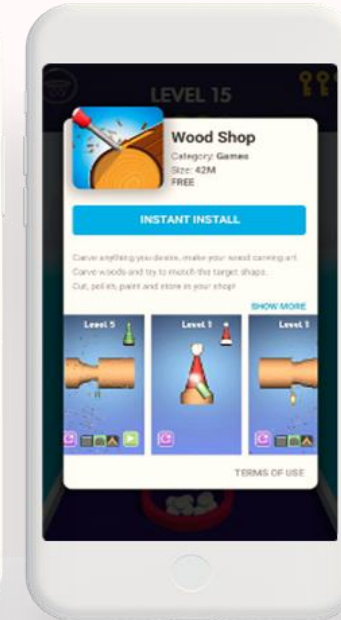 LEVEL 15
Wood Shop
Category: Games
Size: 42M
FREE
INSTANT INSTALL
Carve anything you desire, make your wood carving art
Carve woods and try to match the target shape.
Cut, polish, paint and store in your shop!
SHOW MORE
Level 5
Level 1
Level 1
TERMS OF USE